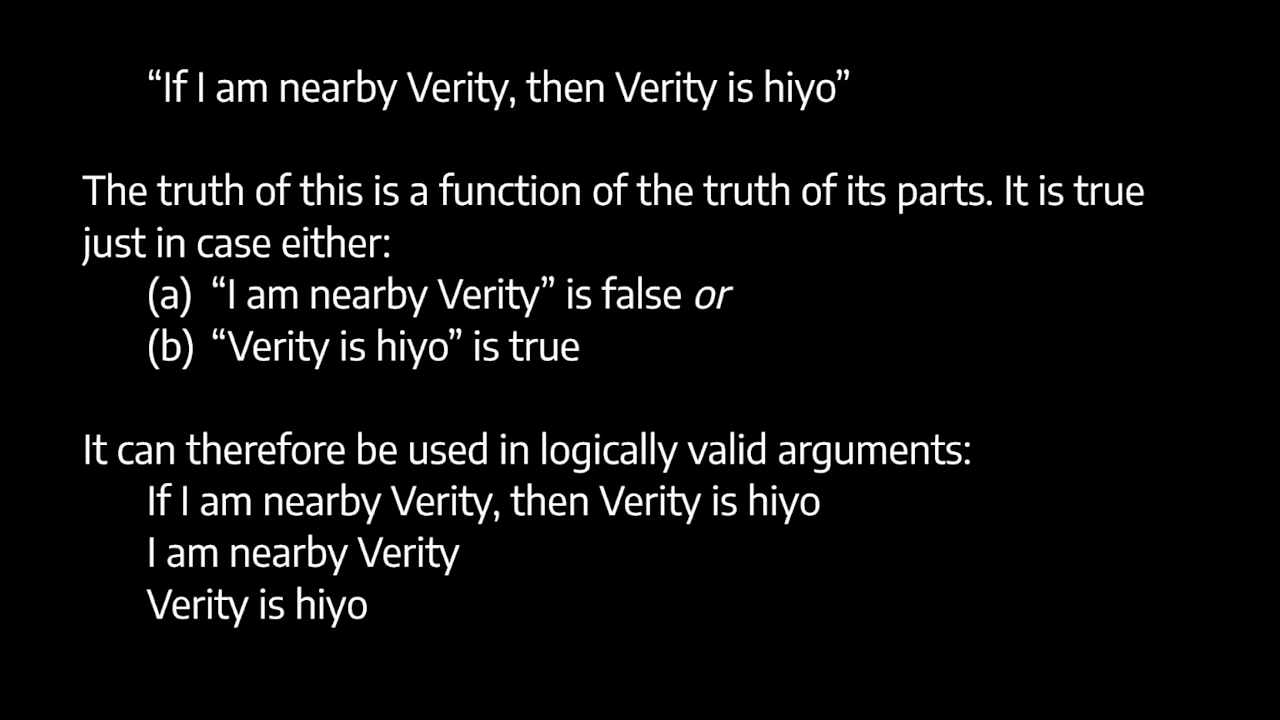 “If I am nearby Verity, then Verity is hiyo”
The truth of this is a function of the truth of its parts. It is true
just in case either:
(a) “I am nearby Verity” is false or
(b) “Verity is hiyo” is true
It can therefore be used in logically valid arguments:
If I am nearby Verity, then Verity is hiyo
I am nearby Verity
Verity is hiyo